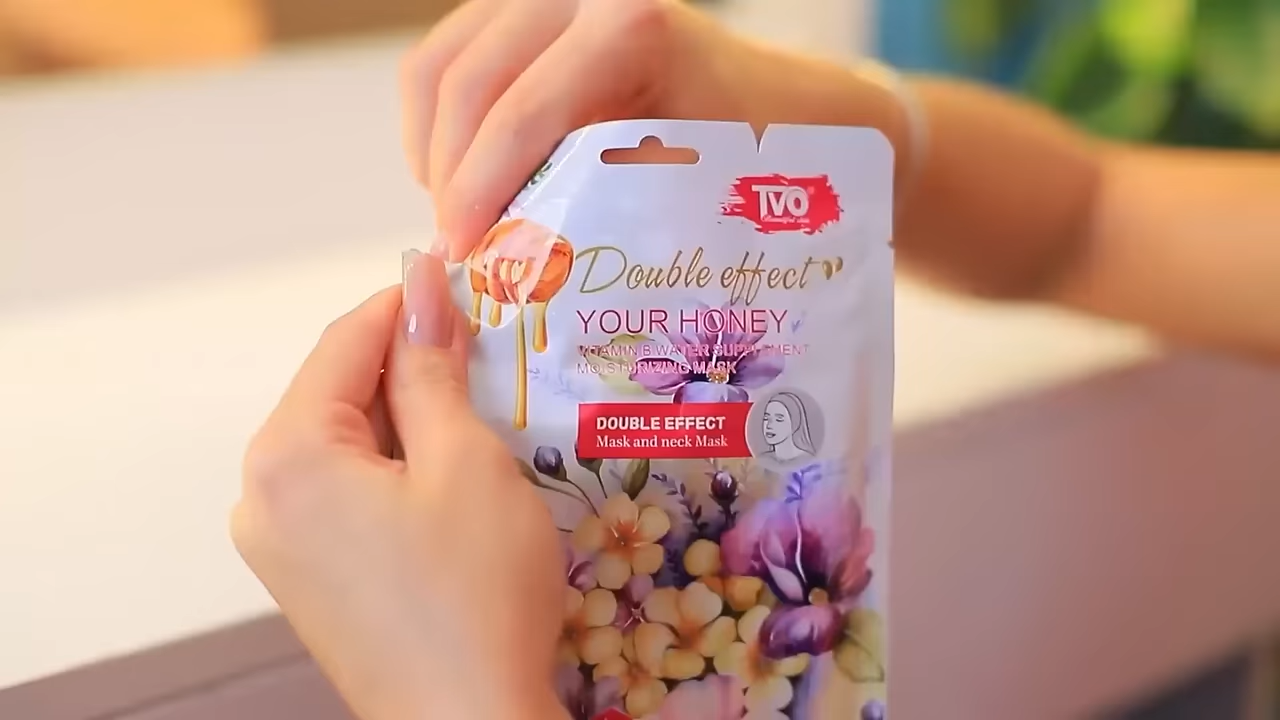 TVO
Double effect
YOUR HONEY
VITAMIN B WATER SUPPLEMENT
MOISTURIZING MASK
DOUBLE EFFECT
Mask and neck Mask